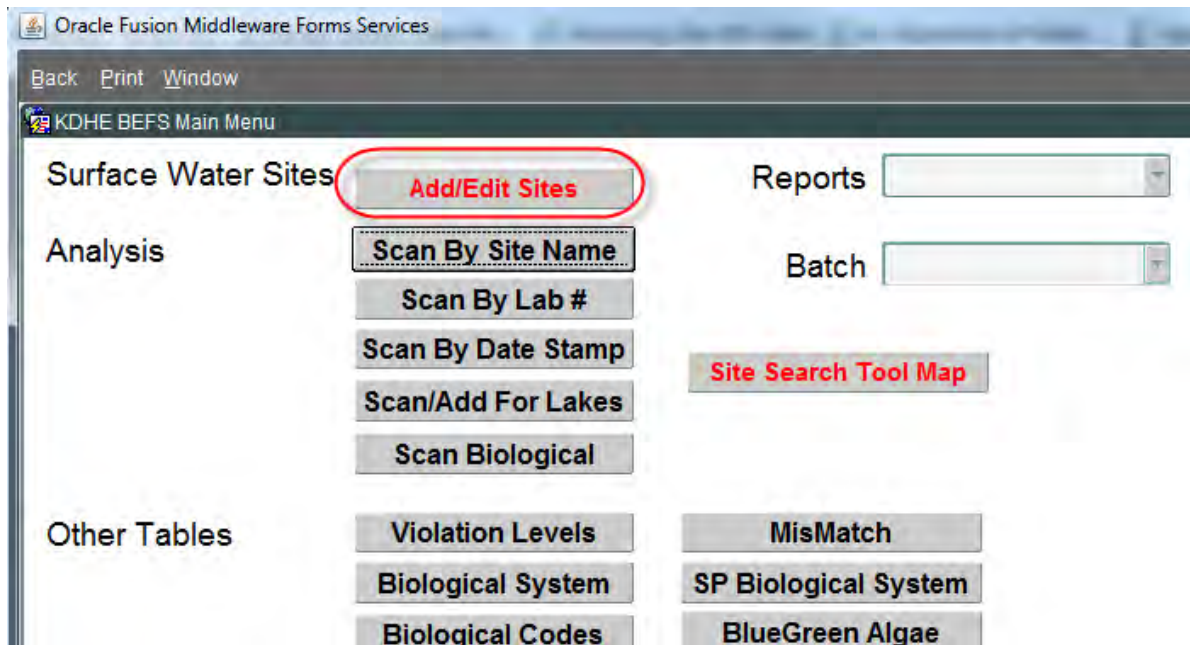 Oracle Fusion Middleware Forms Services
Back Print Window
KDHE BEFS Main Menu
Surface Water Sites Add/Edit Sites Reports
Analysis Scan By Site Name Batch
Scan By Lab #
Scan By Date Stamp
Site Search Tool Map
Scan/Add For Lakes
Scan Biological
Other Tables Violation Levels MisMatch
Biological System SP Biological System
Biological Codes BlueGreen Algae